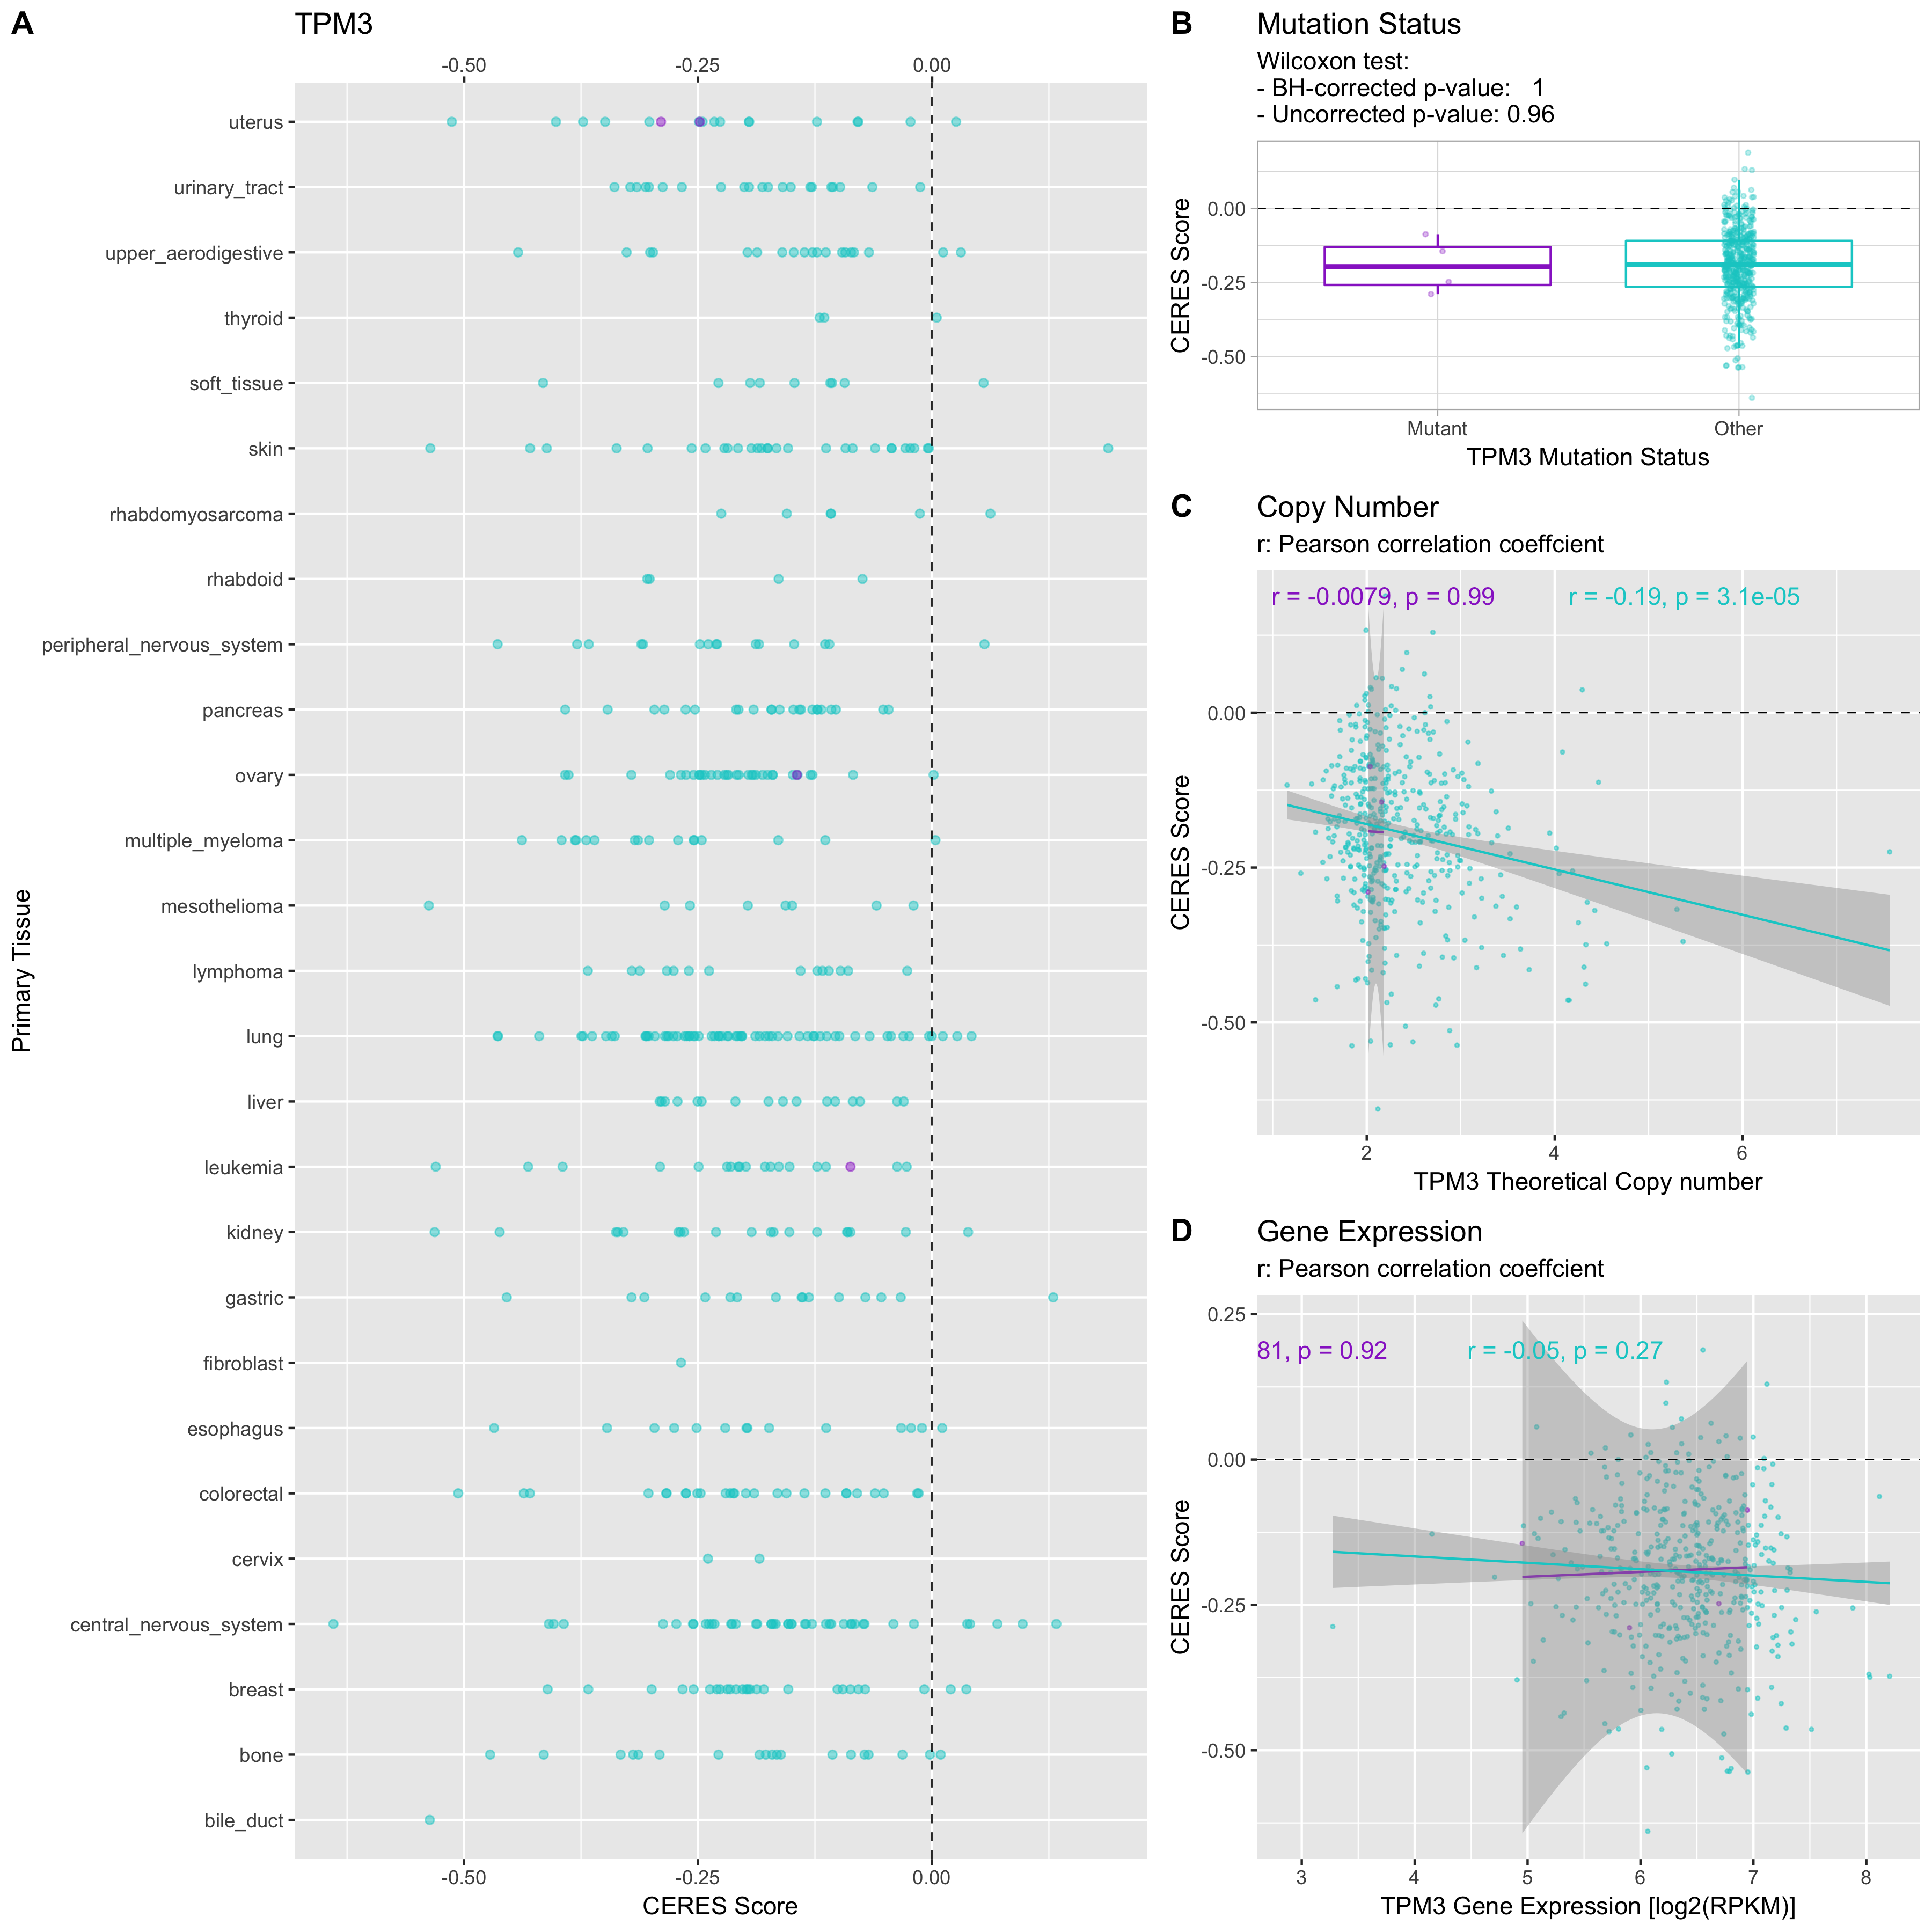 A
TPM3
-0.50 -0.25 0.00
uterus
urinary_tract
upper_aerodigestive
thyroid
soft_tissue
skin
rhabdomyosarcoma
rhabdoid
peripheral_nervous_system
pancreas
ovary
multiple_myeloma
mesothelioma
lymphoma
lung
liver
leukemia
kidney
gastric
fibroblast
esophagus
colorectal
cervix
central_nervous_system
breast
bone
bile_duct
Primary Tissue
-0.50 -0.25 0.00
CERES Score
B
Mutation Status
Wilcoxon test:
- BH-corrected p-value: 1
- Uncorrected p-value: 0.96
0.00
-0.25
-0.50
CERES Score
Mutant Other
TPM3 Mutation Status
C
Copy Number
r: Pearson correlation coeffcient
r = -0.0079, p = 0.99 r = -0.19, p = 3.1e-05
0.00
-0.25
-0.50
CERES Score
2 4 6
TPM3 Theoretical Copy number
D
Gene Expression
r: Pearson correlation coeffcient
81, p = 0.92 r = -0.05, p = 0.27
0.25
0.00
-0.25
-0.50
CERES Score
3 4 5 6 7 8
TPM3 Gene Expression [log2(RPKM)]